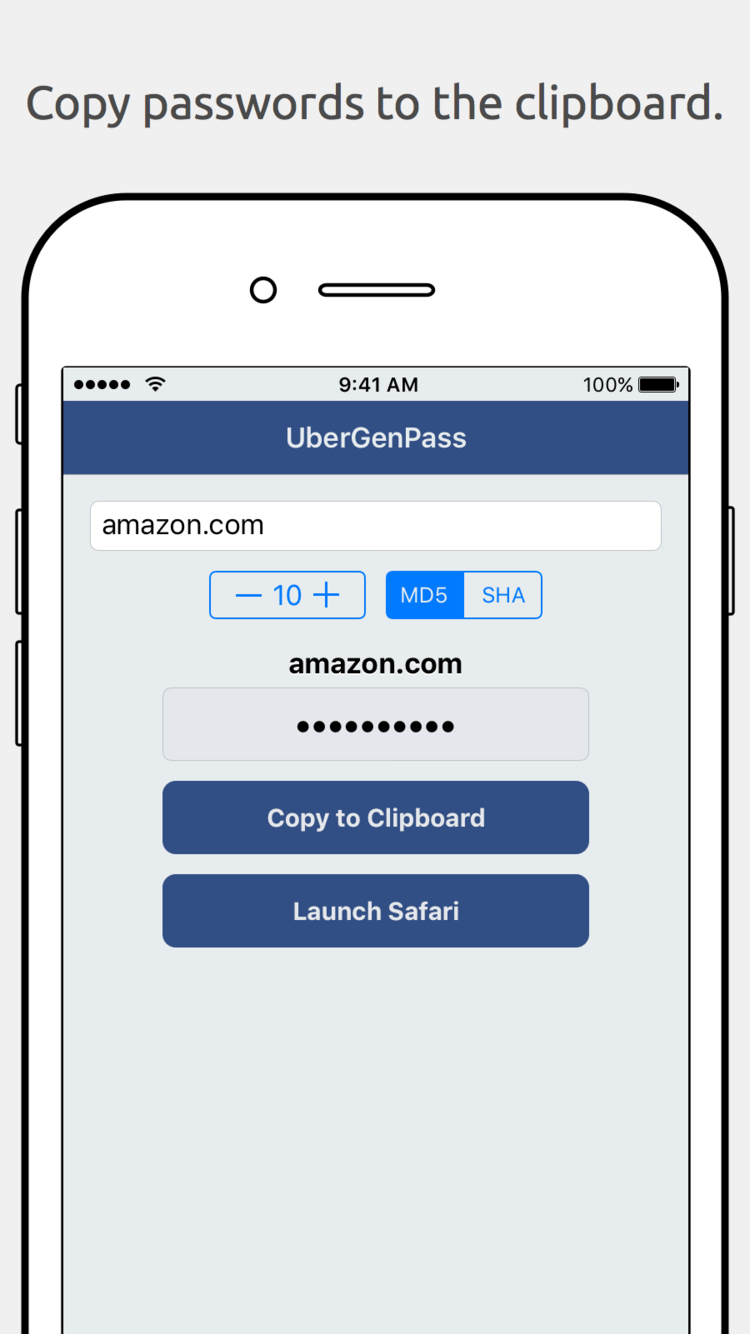 Copy passwords to the clipboard.
9:41 AM 100%
UberGenPass
amazon.com
10 MD5 SHA
amazon.com
••••••••••
Copy to Clipboard
Launch Safari